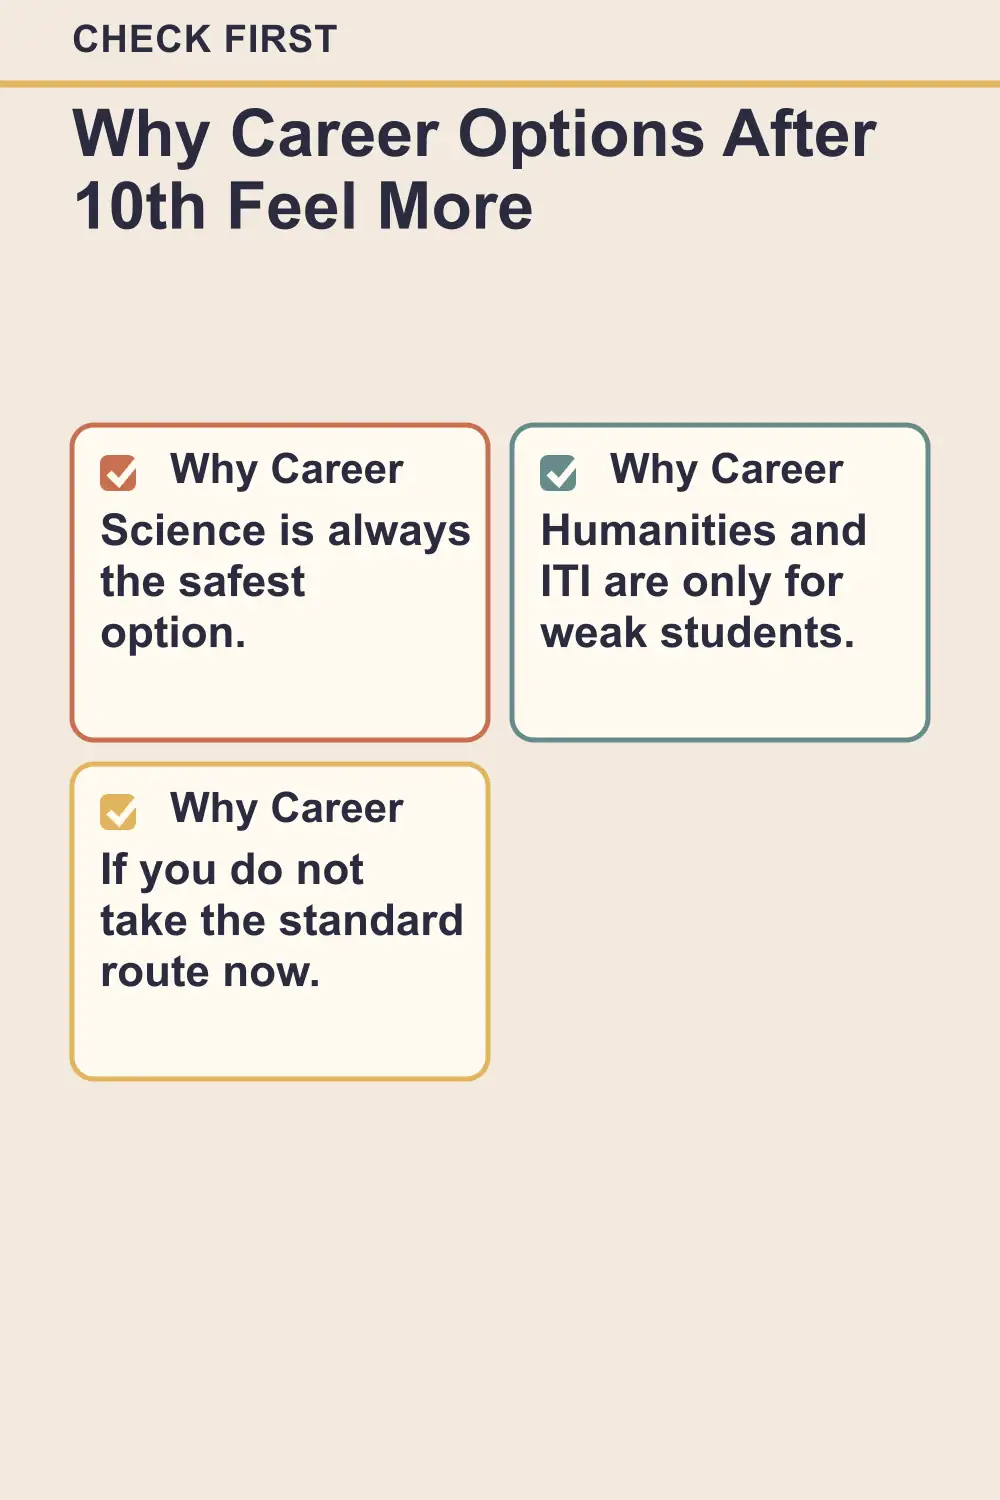 CHECK FIRST
Why Career Options After
10th Feel More
Why Career
Science is always
the safest
option.
Why Career
Humanities and
ITI are only for
weak students.
Why Career
If you do not
take the standard
route now.